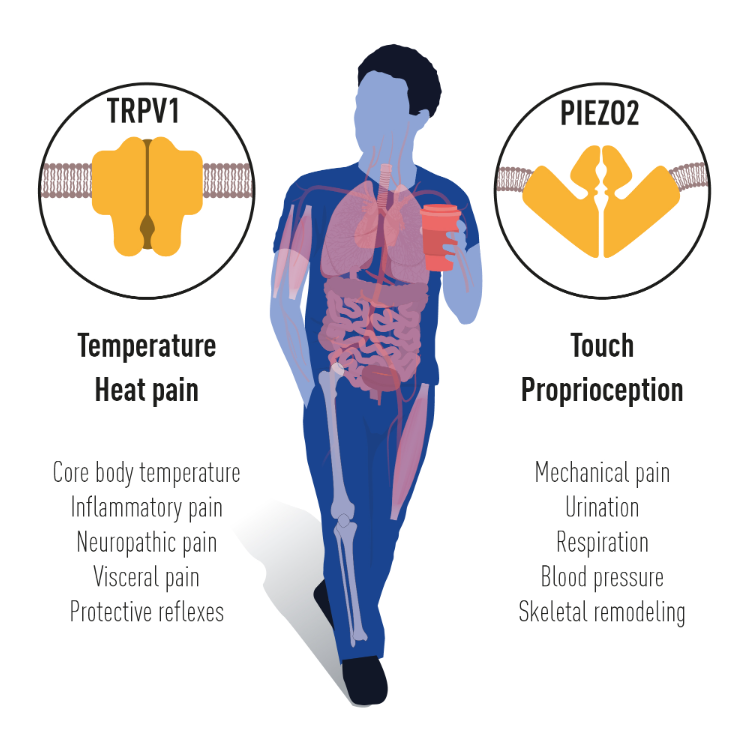 TRPV1
Temperature
Heat pain
Core body temperature
Inflammatory pain
Neuropathic pain
Visceral pain
Protective reflexes
PIEZO2
Touch
Proprioception
Mechanical pain
Urination
Respiration
Blood pressure
Skeletal remodeling